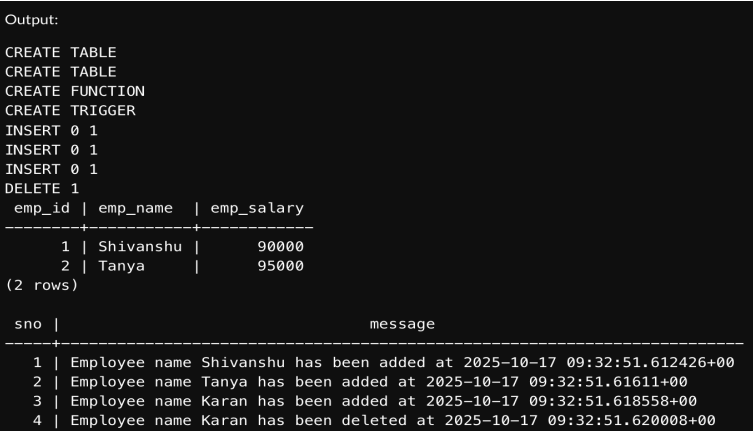 Output:
CREATE TABLE
CREATE TABLE
CREATE FUNCTION
CREATE TRIGGER
INSERT 0 1
INSERT 0 1
INSERT 0 1
DELETE 1
 emp_id | emp_name  | emp_salary
--------+-----------+------------
      1 | Shivanshu |      90000
      2 | Tanya     |      95000
(2 rows)
 sno |                                message
-----+------------------------------------------------------------------------
   1 | Employee name Shivanshu has been added at 2025-10-17 09:32:51.612426+00
   2 | Employee name Tanya has been added at 2025-10-17 09:32:51.61611+00
   3 | Employee name Karan has been added at 2025-10-17 09:32:51.618558+00
   4 | Employee name Karan has been deleted at 2025-10-17 09:32:51.620008+00